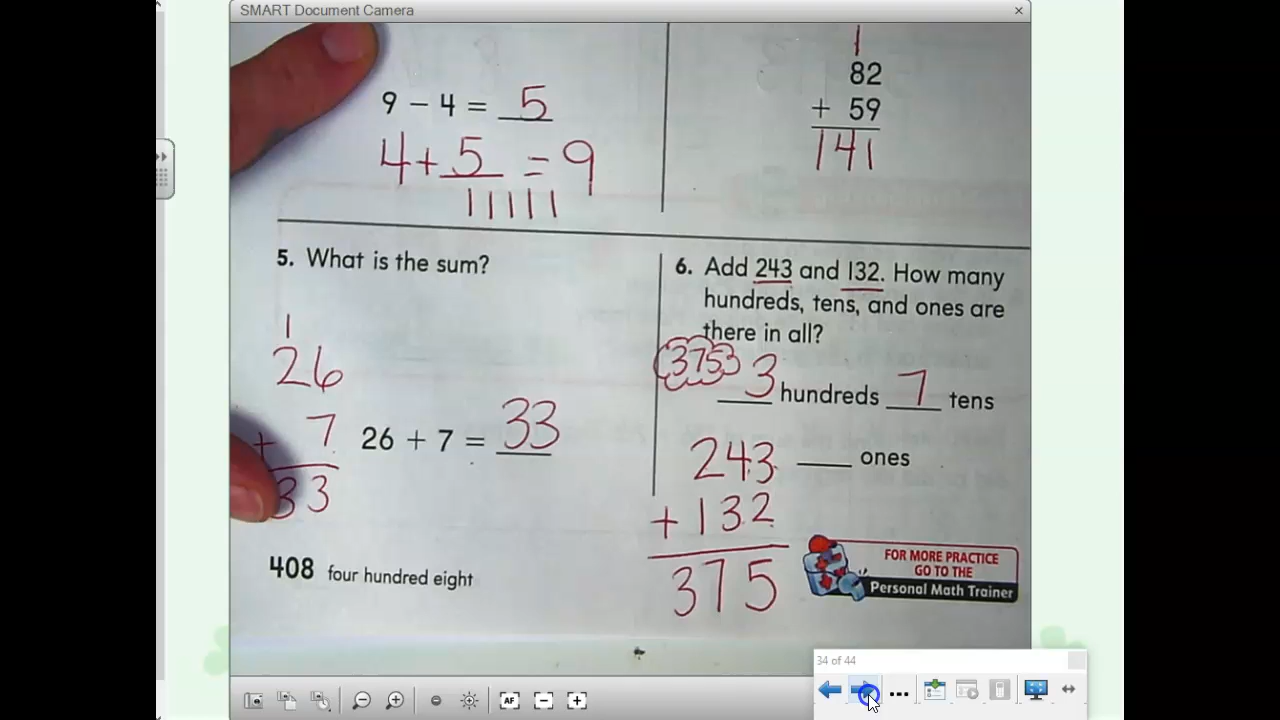 SMART Document Camera
9 - 4 = 5
4 + 5 = 9
1
82
+ 59
141
5. What is the sum?
1
26
+ 7
33
26 + 7 = 33
6. Add 243 and 132. How many
hundreds, tens, and ones are
there in all?
375
3 hundreds 7 tens
___ ones
243
+ 132
375
FOR MORE PRACTICE
GO TO THE
Personal Math Trainer
408 four hundred eight
34 of 44
AF